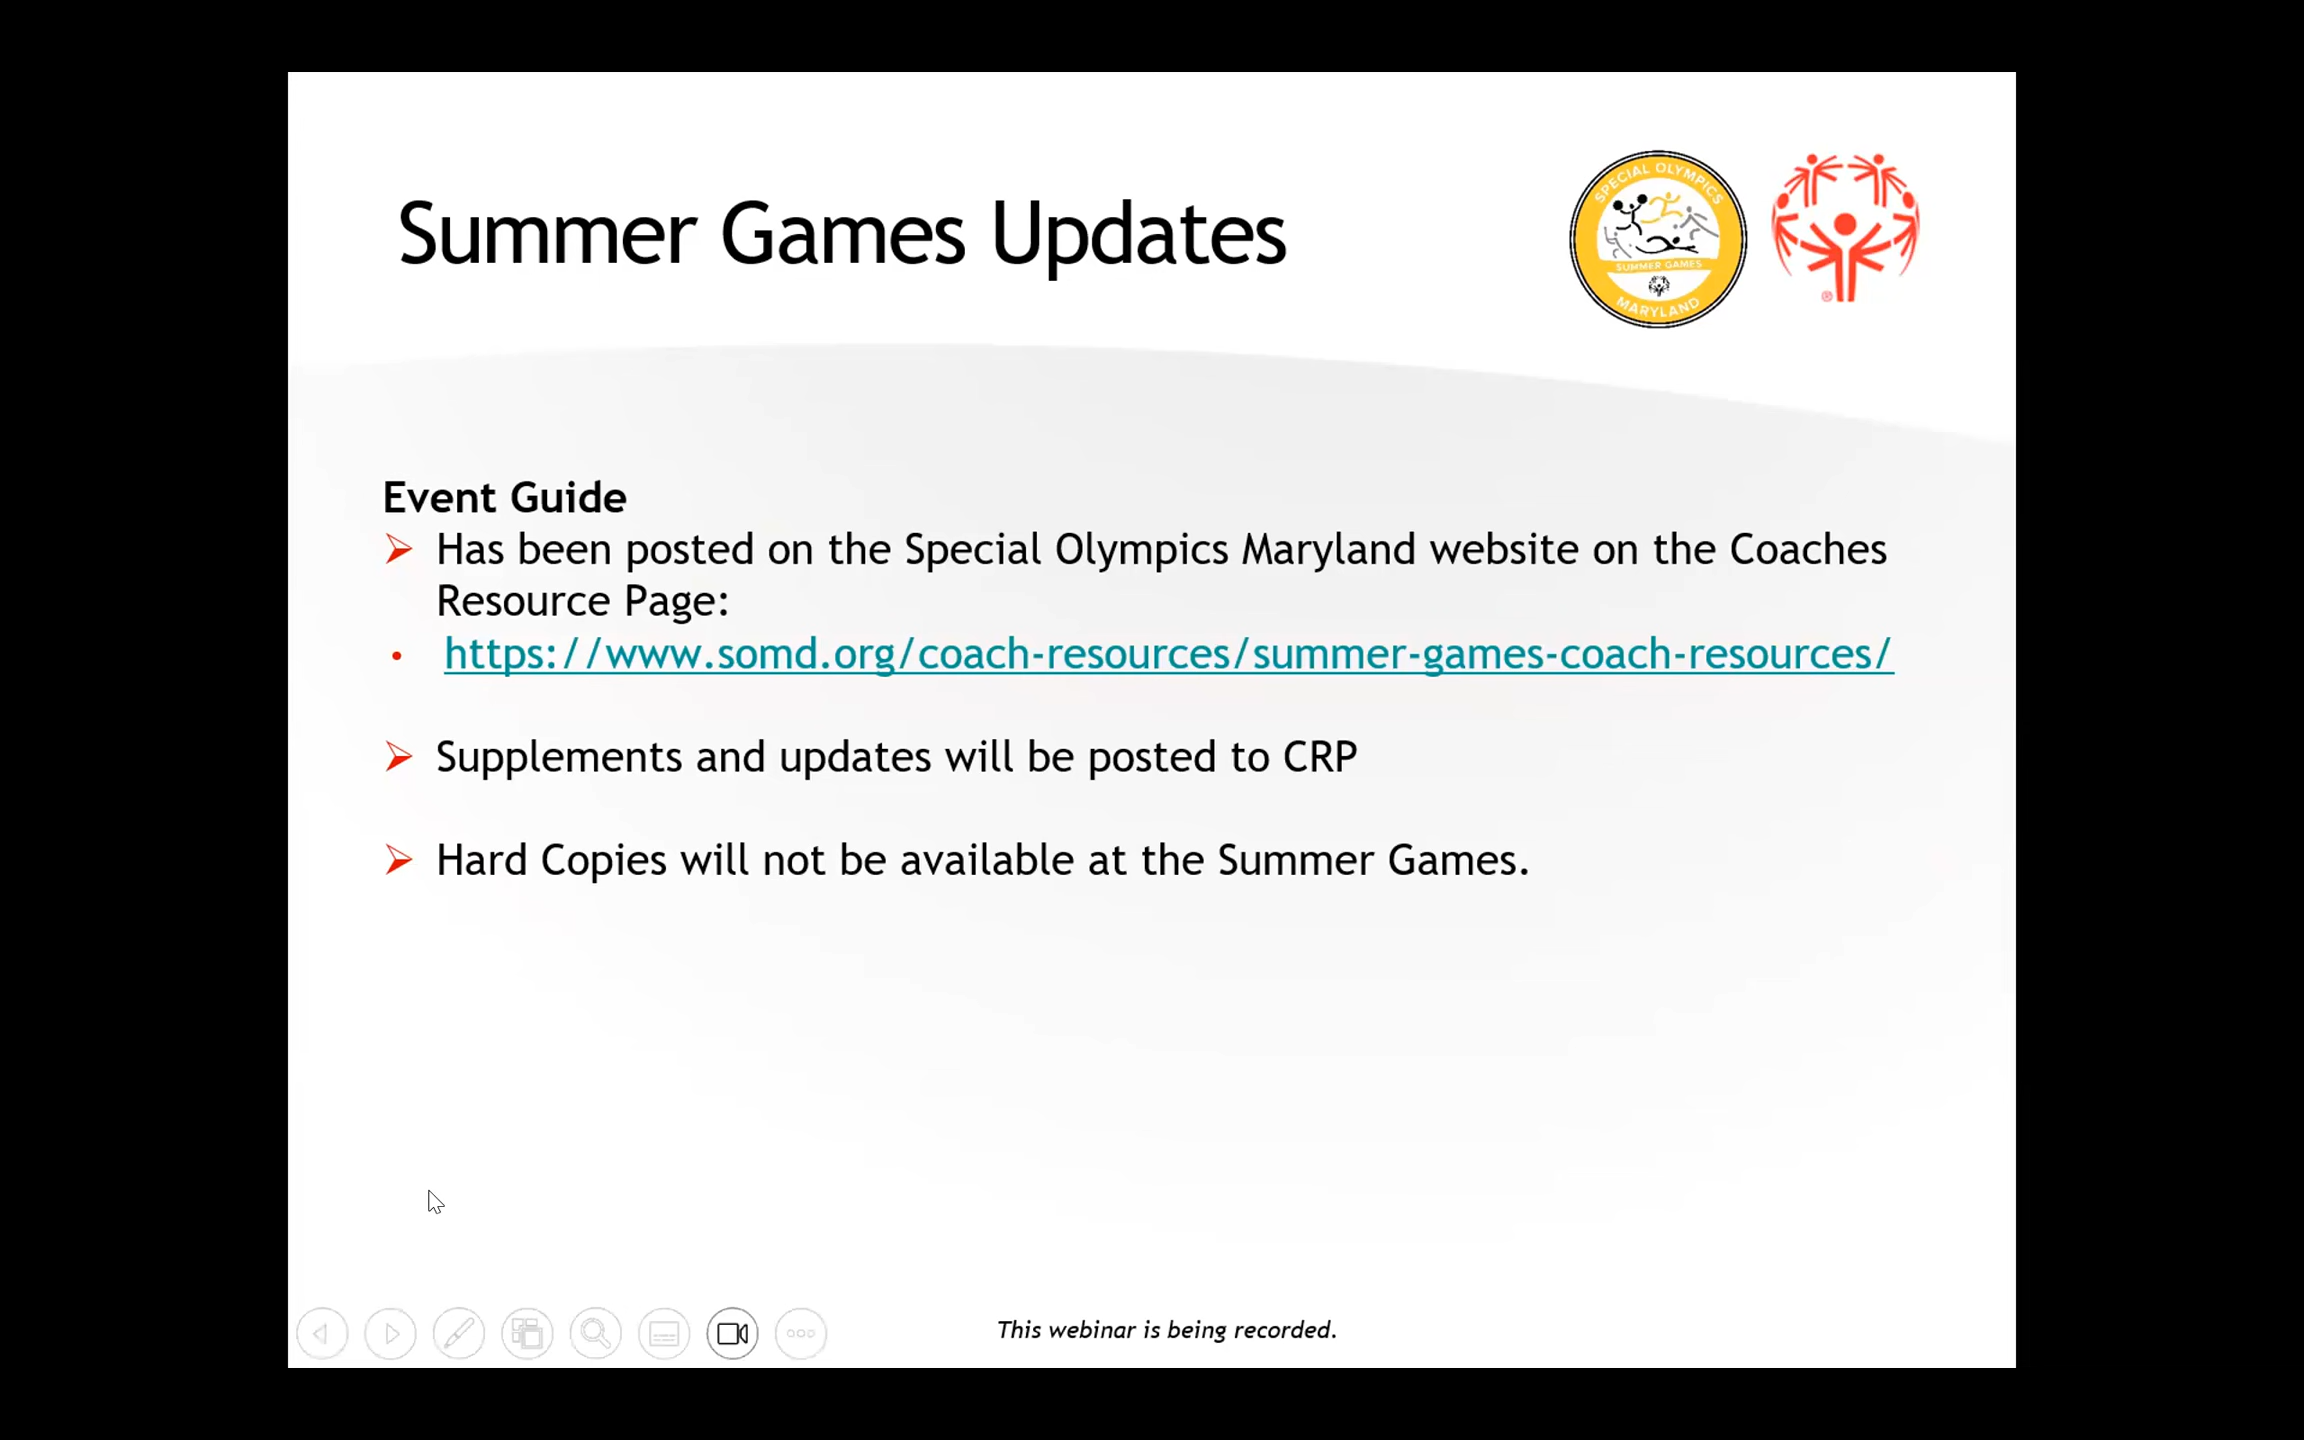 Summer Games Updates
SPECIAL OLYMPICS
SUMMER GAMES
MARYLAND
®
Event Guide
Has been posted on the Special Olympics Maryland website on the Coaches
Resource Page:
https://www.somd.org/coach-resources/summer-games-coach-resources/
Supplements and updates will be posted to CRP
Hard Copies will not be available at the Summer Games.
This webinar is being recorded.